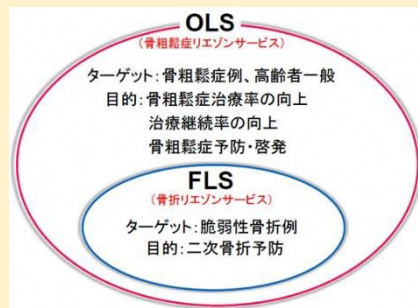 OLS
(骨粗鬆症リエゾンサービス)
ターゲット：骨粗鬆症例、高齢者一般
目的：骨粗鬆症治療率の向上
治療継続率の向上
骨粗鬆症予防・啓発
FLS
(骨折リエゾンサービス)
ターゲット：脆弱性骨折例
目的：二次骨折予防